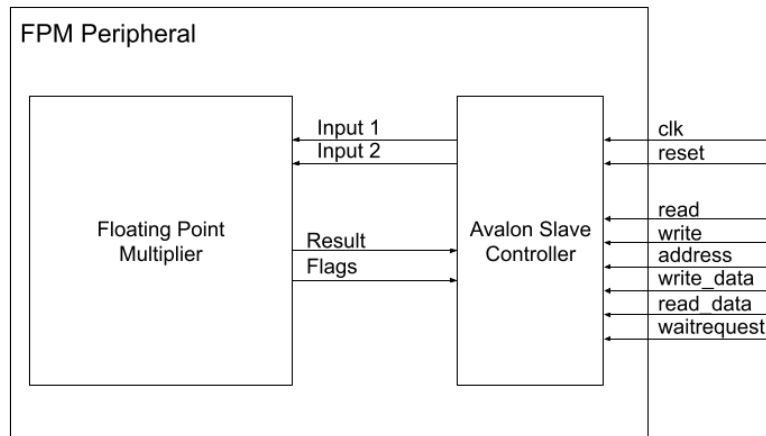 FPM Peripheral
Input 1
Input 2
Floating Point
Multiplier
Result
Flags
Avalon Slave
Controller
clk
reset
read
write
address
write_data
read_data
waitrequest